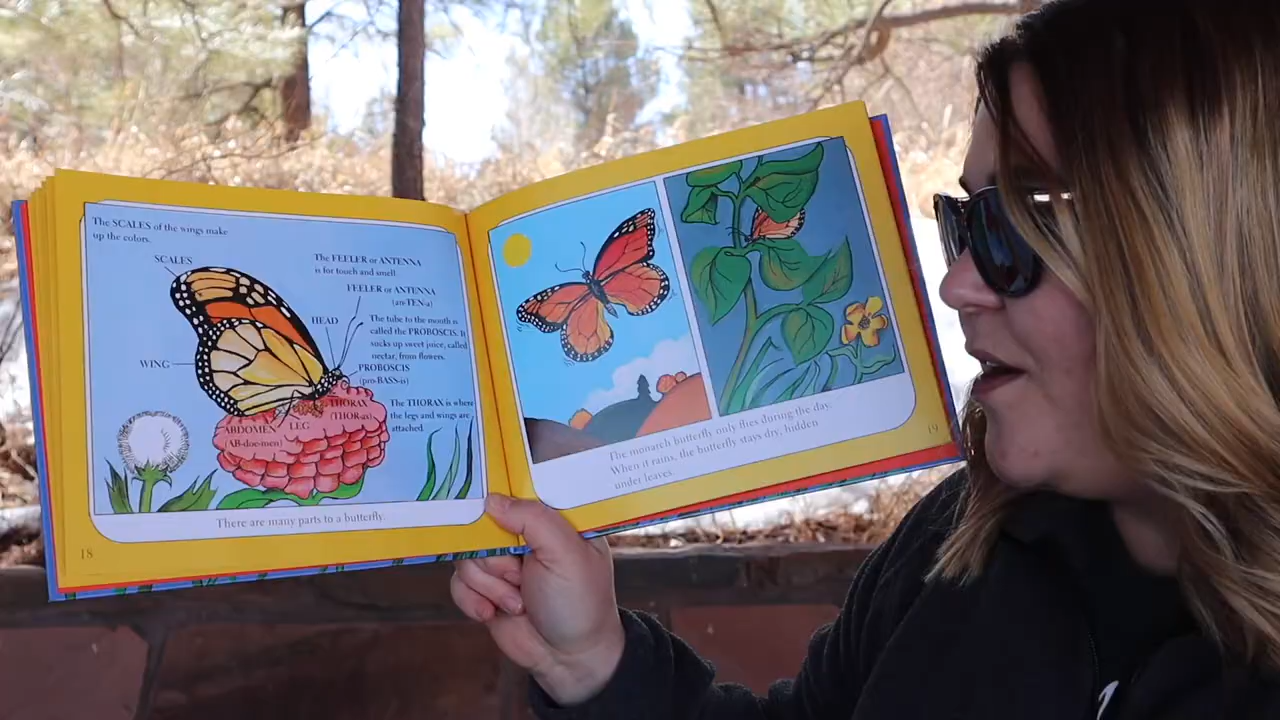 The SCALES of the wings make
up the colors.
SCALES
The FEELER or ANTENNA
is for touch and smell.
FEELER or ANTENNA
(an-TEN-a)
HEAD
The tube to the mouth is
called the PROBOSCIS. It
sucks up sweet juice, called
nectar, from flowers.
WING
PROBOSCIS
(pro-BASS-is)
THORAX
(THOR-ax)
The THORAX is where
the legs and wings are
attached.
ABDOMEN
(AB-doe-men)
LEG
There are many parts to a butterfly.
18
The monarch butterfly only flies during the day.
When it rains, the butterfly stays dry, hidden
under leaves.
19